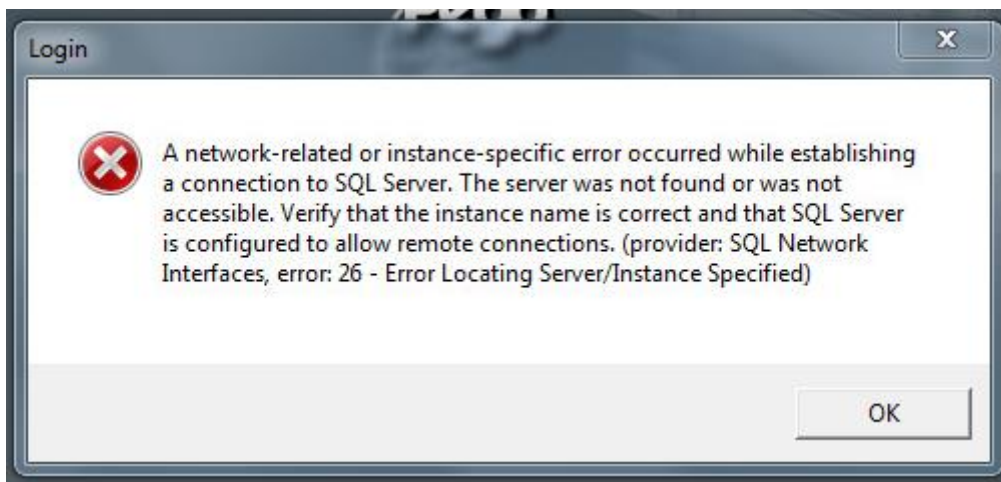 Login
A network-related or instance-specific error occurred while establishing
a connection to SQL Server. The server was not found or was not
accessible. Verify that the instance name is correct and that SQL Server
is configured to allow remote connections. (provider: SQL Network
Interfaces, error: 26 - Error Locating Server/Instance Specified)
OK